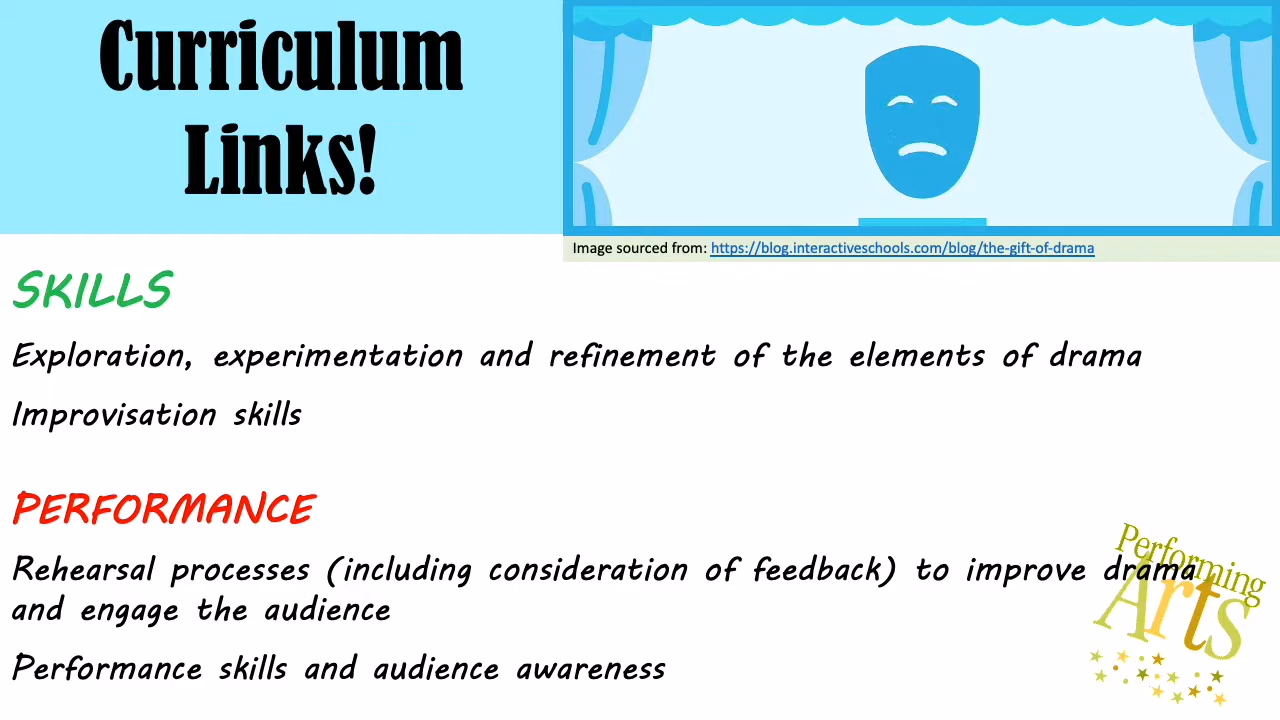 Curriculum
Links!
Image sourced from: https://blog.interactiveschools.com/blog/the-gift-of-drama
SKILLS
Exploration, experimentation and refinement of the elements of drama
Improvisation skills
PERFORMANCE
Rehearsal processes (including consideration of feedback) to improve drama
and engage the audience
Performance skills and audience awareness
Performing
Arts